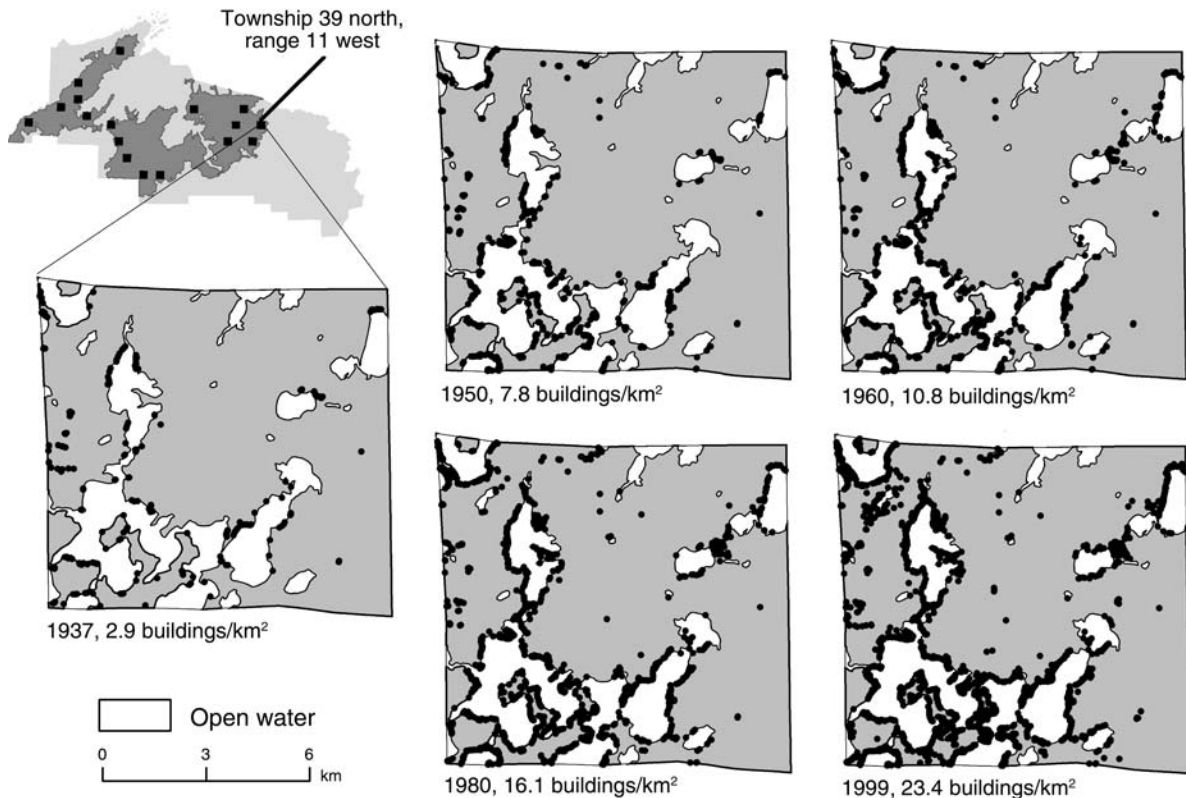 Township 39 north,
range 11 west
1937, 2.9 buildings/km²
1950, 7.8 buildings/km²
1960, 10.8 buildings/km²
1980, 16.1 buildings/km²
1999, 23.4 buildings/km²
Open water
0 3 6
km